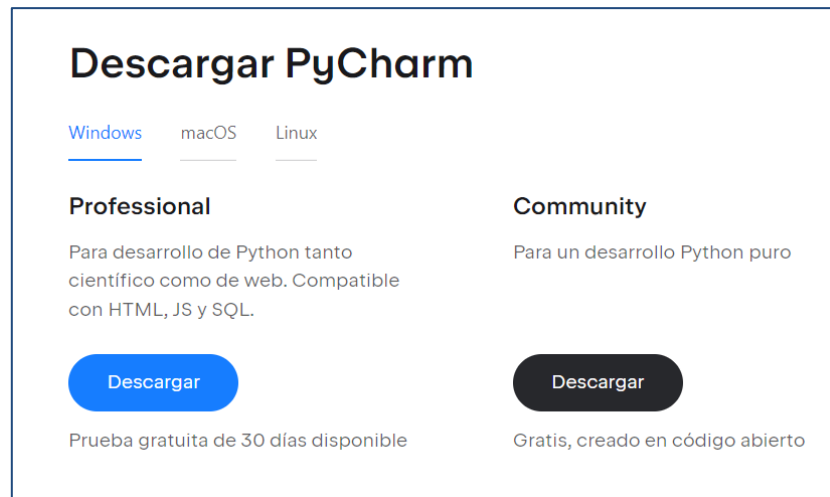 Descargar PyCharm
Windows macOS Linux
Professional
Para desarrollo de Python tanto
científico como de web. Compatible
con HTML, JS y SQL.
Descargar
Prueba gratuita de 30 días disponible
Community
Para un desarrollo Python puro
Descargar
Gratis, creado en código abierto